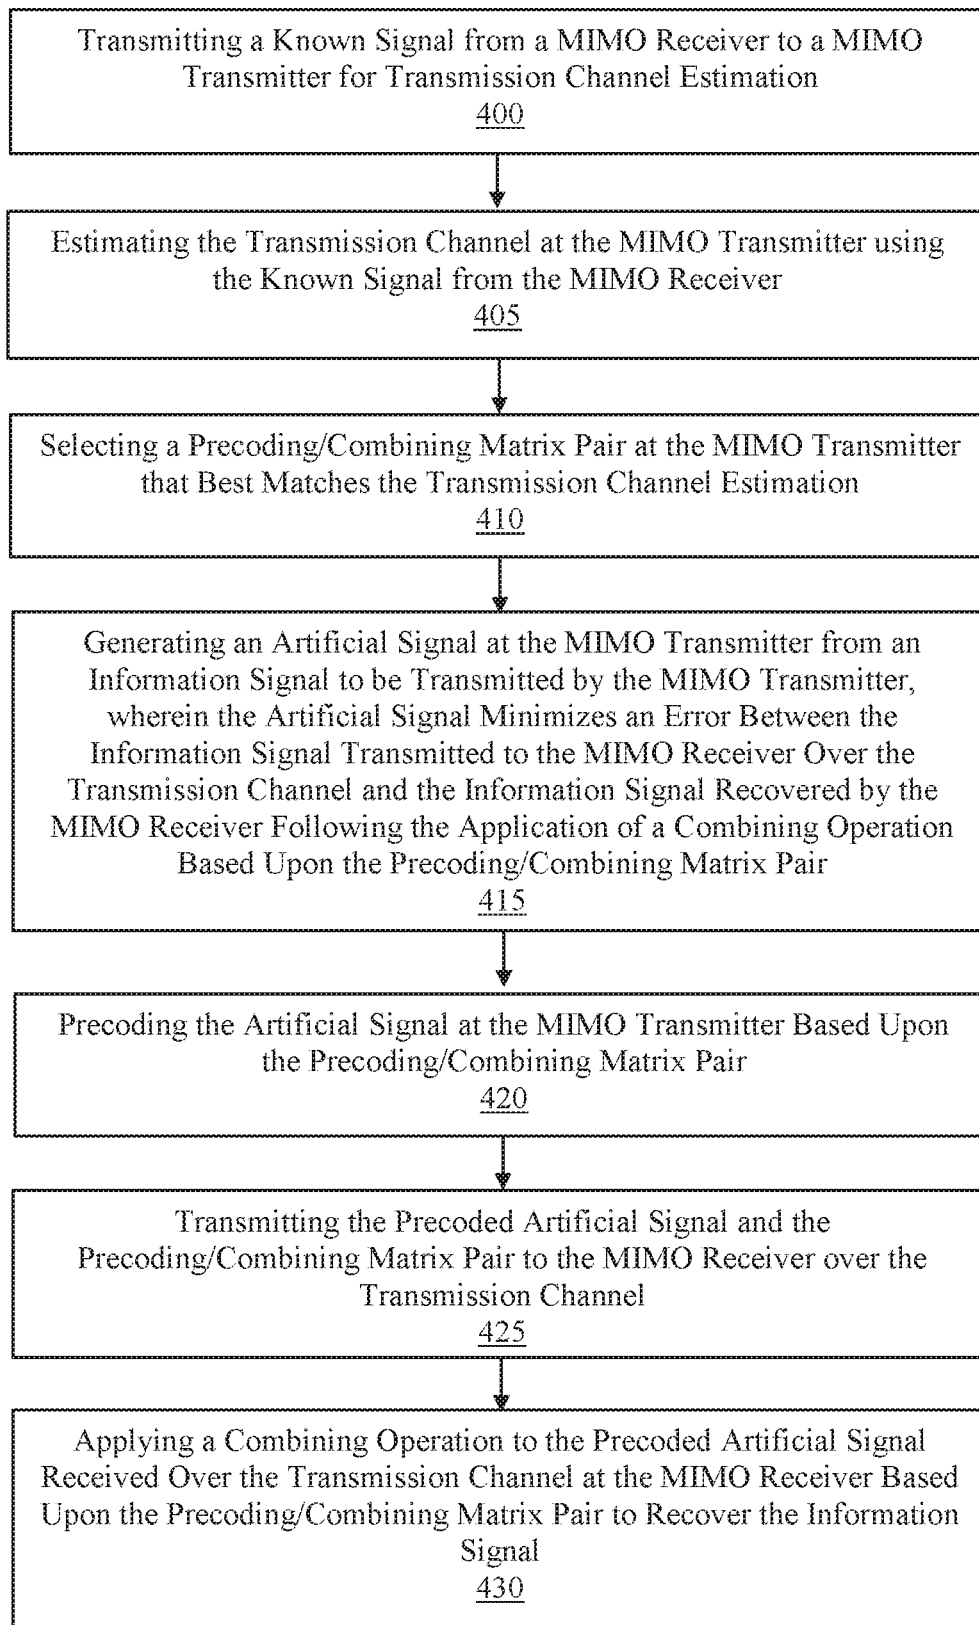 Transmitting a Known Signal from a MIMO Receiver to a MIMO
Transmitter for Transmission Channel Estimation
400
Estimating the Transmission Channel at the MIMO Transmitter using
the Known Signal from the MIMO Receiver
405
Selecting a Precoding/Combining Matrix Pair at the MIMO Transmitter
that Best Matches the Transmission Channel Estimation
410
Generating an Artificial Signal at the MIMO Transmitter from an
Information Signal to be Transmitted by the MIMO Transmitter,
wherein the Artificial Signal Minimizes an Error Between the
Information Signal Transmitted to the MIMO Receiver Over the
Transmission Channel and the Information Signal Recovered by the
MIMO Receiver Following the Application of a Combining Operation
Based Upon the Precoding/Combining Matrix Pair
415
Precoding the Artificial Signal at the MIMO Transmitter Based Upon
the Precoding/Combining Matrix Pair
420
Transmitting the Precoded Artificial Signal and the
Precoding/Combining Matrix Pair to the MIMO Receiver over the
Transmission Channel
425
Applying a Combining Operation to the Precoded Artificial Signal
Received Over the Transmission Channel at the MIMO Receiver Based
Upon the Precoding/Combining Matrix Pair to Recover the Information
Signal
430